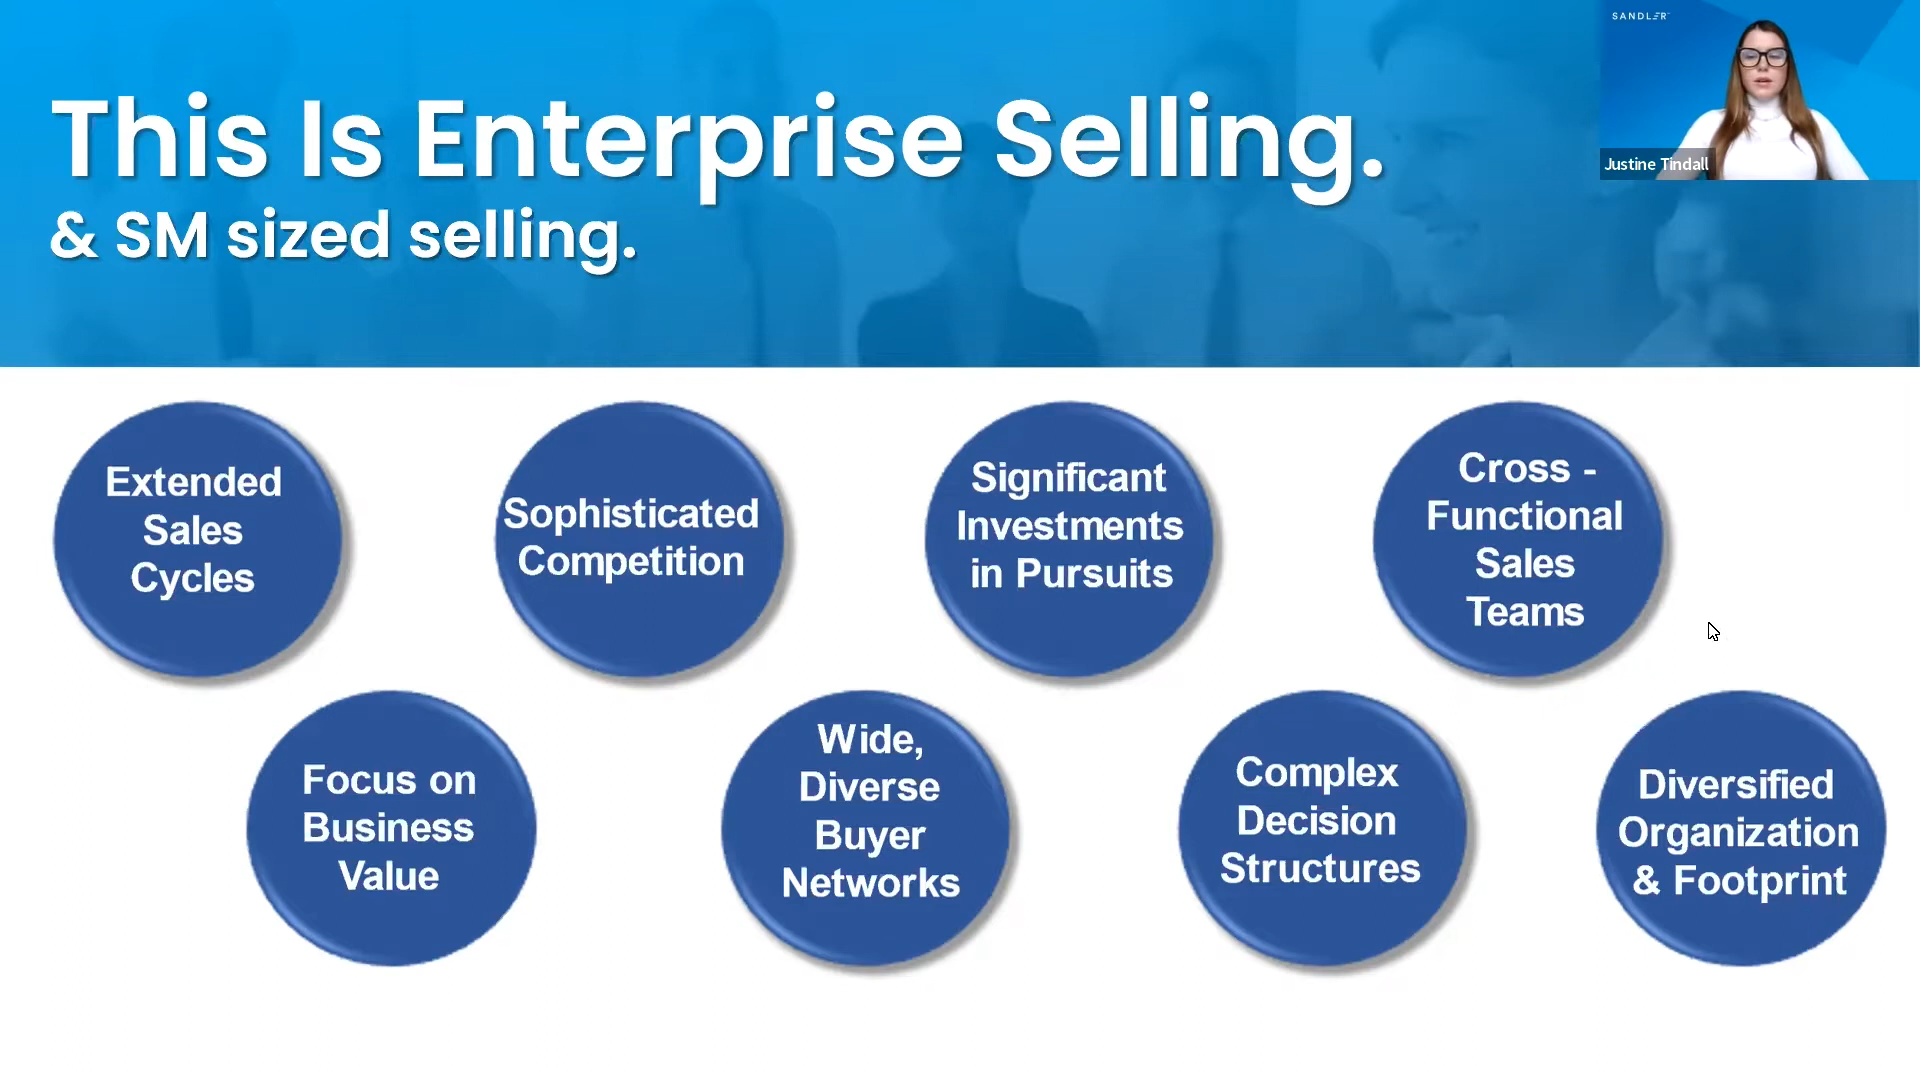 This Is Enterprise Selling.
& SM sized selling.
SANDLER
Justine Tindall
Extended
Sales
Cycles
Sophisticated
Competition
Significant
Investments
in Pursuits
Cross -
Functional
Sales
Teams
Focus on
Business
Value
Wide,
Diverse
Buyer
Networks
Complex
Decision
Structures
Diversified
Organization
& Footprint